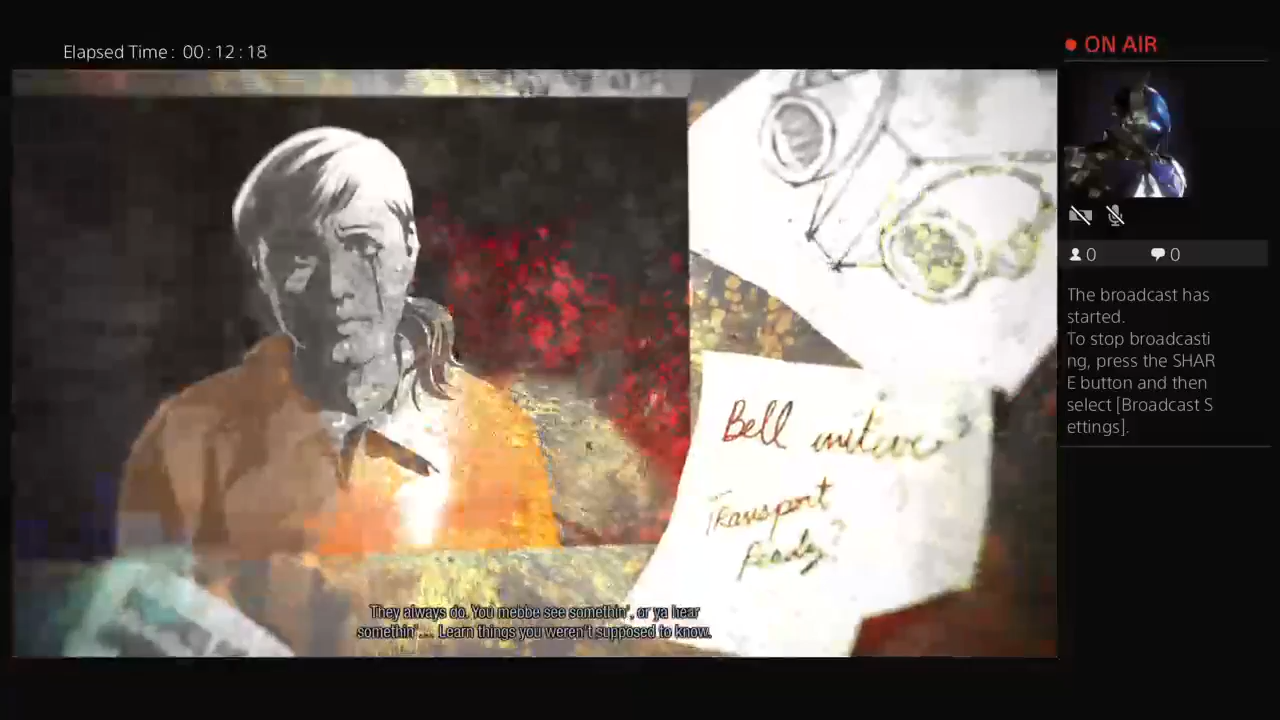 Elapsed Time: 00:12:18
ON AIR
0 0
The broadcast has
started.
To stop broadcasti
ng, press the SHAR
E button and then
select [Broadcast S
ettings].
Bell
Transport
Ready?
They always do. You mebbe see somethin', or ya hear
somethin'... Learn things you weren't supposed to know.